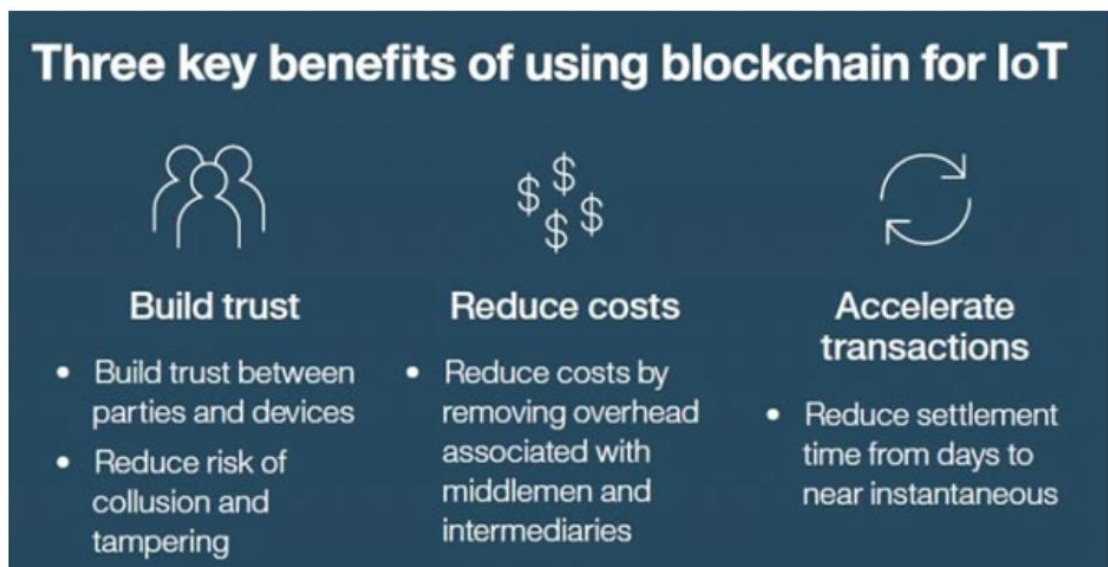 Three key benefits of using blockchain for IoT
Build trust
• Build trust between
parties and devices
• Reduce risk of
collusion and
tampering
Reduce costs
• Reduce costs by
removing overhead
associated with
middlemen and
intermediaries
Accelerate
transactions
• Reduce settlement
time from days to
near instantaneous